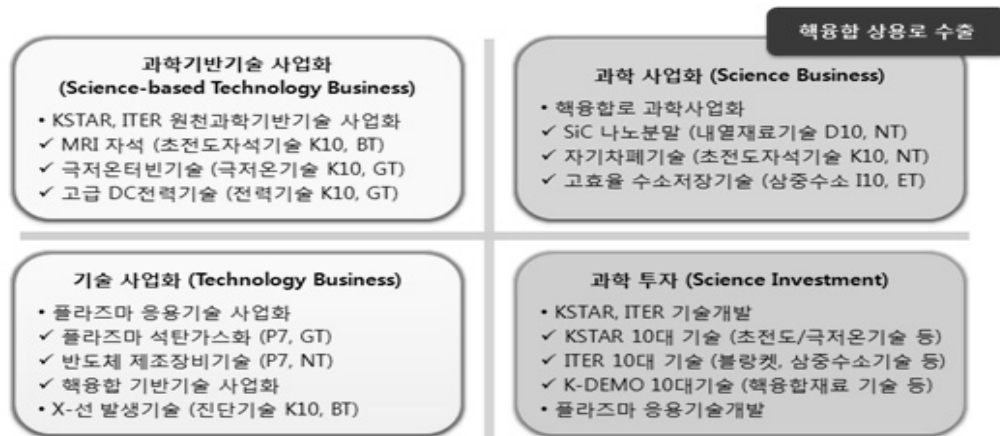 핵융합 상용로 수출
과학기반기술 사업화
(Science-based Technology Business)
• KSTAR, ITER 원천과학기반기술 사업화
✓ MRI 자석 (초전도자석기술 K10, BT)
✓ 극저온터빈기술 (극저온기술 K10, GT)
✓ 고급 DC전력기술 (전력기술 K10, GT)
과학 사업화 (Science Business)
• 핵융합로 과학사업화
✓ SiC 나노분말 (내열재료기술 D10, NT)
✓ 자기차폐기술 (초전도자석기술 K10, NT)
✓ 고효율 수소저장기술 (삼중수소 I10, ET)
기술 사업화 (Technology Business)
• 플라즈마 응용기술 사업화
✓ 플라즈마 석탄가스화 (P7, GT)
✓ 반도체 제조장비기술 (P7, NT)
✓ 핵융합 기반기술 사업화
• X-선 발생기술 (진단기술 K10, BT)
과학 투자 (Science Investment)
• KSTAR, ITER 기술개발
✓ KSTAR 10대 기술 (초전도/극저온기술 등)
✓ ITER 10대 기술 (블랑켓, 삼중수소기술 등)
✓ K-DEMO 10대기술 (핵융합재료 기술 등)
• 플라즈마 응용기술개발